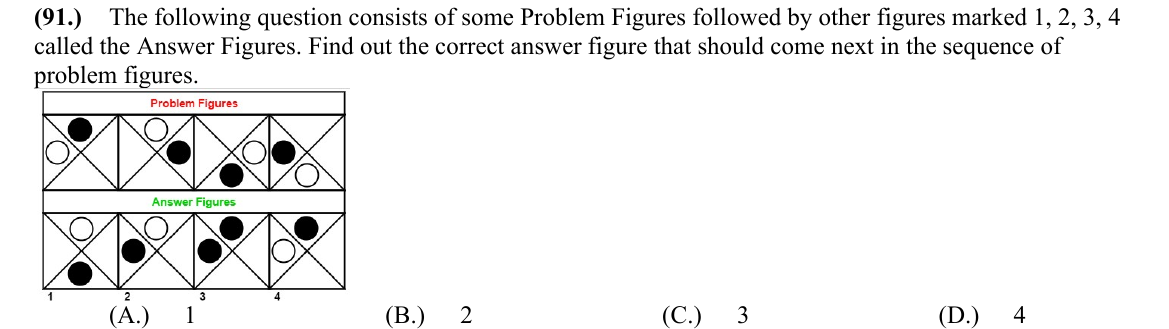 (91.) The following question consists of some Problem Figures followed by other figures marked 1, 2, 3, 4
called the Answer Figures. Find out the correct answer figure that should come next in the sequence of
problem figures.
Problem Figures
Answer Figures
1 2 3 4
(A.) 1 (B.) 2 (C.) 3 (D.) 4